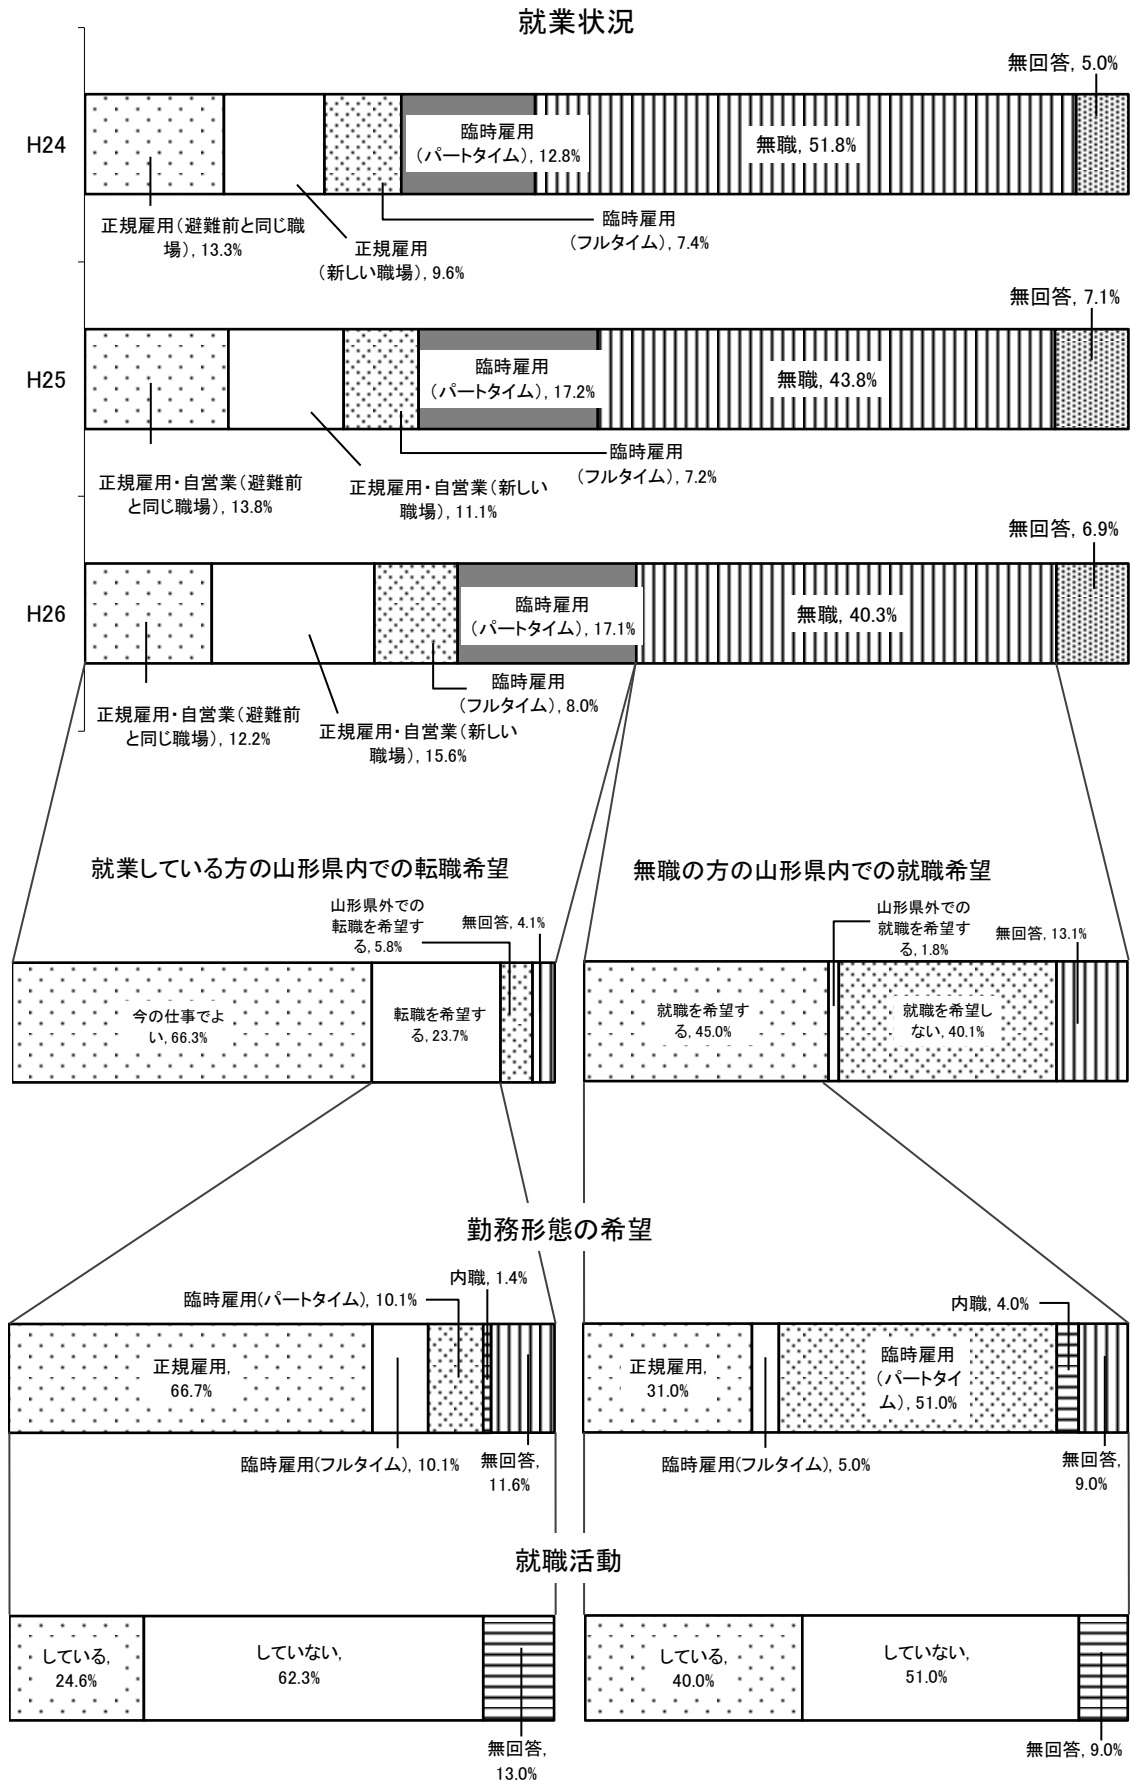 就業状況
無回答, 5.0%
H24
臨時雇用
(パートタイム), 12.8%
無職, 51.8%
正規雇用(避難前と同じ職
場), 13.3%
正規雇用
(新しい職場), 9.6%
臨時雇用
(フルタイム), 7.4%
無回答, 7.1%
H25
臨時雇用
(パートタイム), 17.2%
無職, 43.8%
臨時雇用
(フルタイム), 7.2%
正規雇用・自営業(避難前
と同じ職場), 13.8%
正規雇用・自営業(新しい
職場), 11.1%
無回答, 6.9%
H26
臨時雇用
(パートタイム), 17.1%
無職, 40.3%
臨時雇用
(フルタイム), 8.0%
正規雇用・自営業(避難前
と同じ職場), 12.2%
正規雇用・自営業(新しい
職場), 15.6%
就業している方の山形県内での転職希望
山形県外での
転職を希望す
る, 5.8%
無回答, 4.1%
今の仕事でよ
い, 66.3%
転職を希望す
る, 23.7%
無職の方の山形県内での就職希望
山形県外での
就職を希望す
る, 1.8%
無回答, 13.1%
就職を希望す
る, 45.0%
就職を希望し
ない, 40.1%
勤務形態の希望
内職, 1.4%
臨時雇用(パートタイム), 10.1%
正規雇用,
66.7%
臨時雇用(フルタイム), 10.1%
無回答,
11.6%
内職, 4.0%
正規雇用,
31.0%
臨時雇用
(パートタイ
ム), 51.0%
臨時雇用(フルタイム), 5.0%
無回答,
9.0%
就職活動
している,
24.6%
していない,
62.3%
無回答,
13.0%
している,
40.0%
していない,
51.0%
無回答, 9.0%